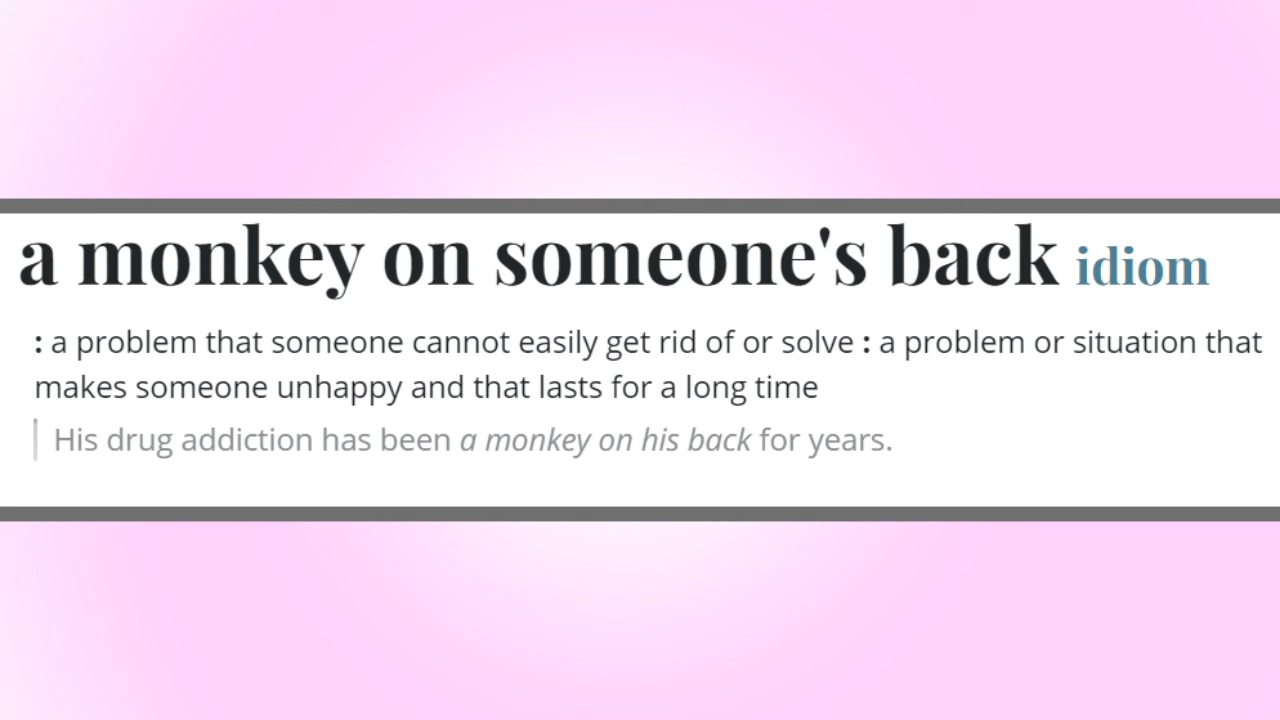 a monkey on someone's back idiom
: a problem that someone cannot easily get rid of or solve : a problem or situation that
makes someone unhappy and that lasts for a long time
His drug addiction has been a monkey on his back for years.